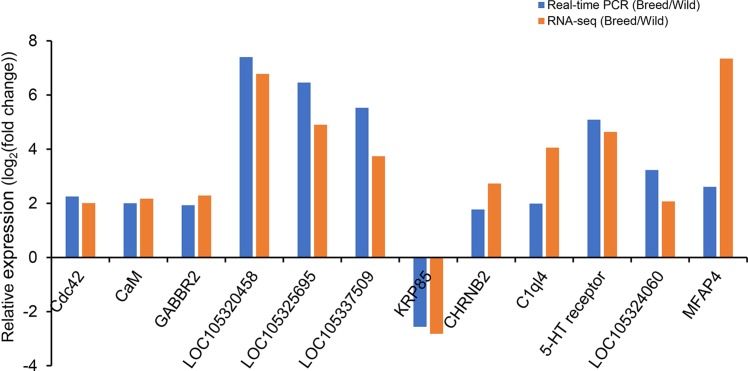 Real-time PCR (Breed/Wild)
RNA-seq (Breed/Wild)
Relative expression (log2(fold change))
8
6
4
2
0
-2
-4
Cdc42
CaM
GABBR2
LOC105320458
LOC105325695
LOC105337509
KRP85
CHRNB2
C1ql4
5-HT receptor
LOC105324060
MFAP4